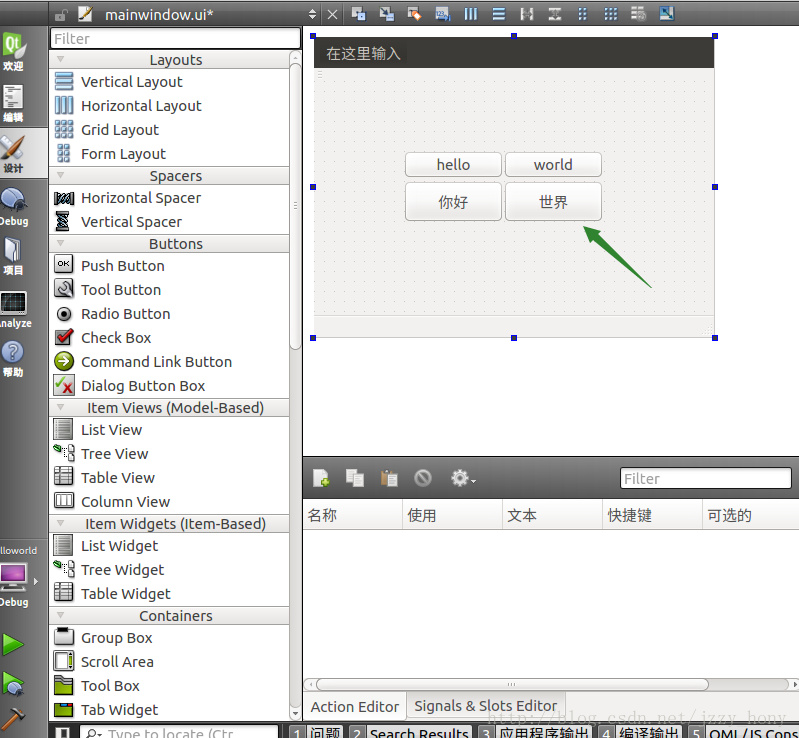 mainwindow.ui*
欢迎
编辑
设计
Debug
项目
Analyze
帮助
lloworld
Debug
Filter
Layouts
Vertical Layout
Horizontal Layout
Grid Layout
Form Layout
Spacers
Horizontal Spacer
Vertical Spacer
Buttons
OK
Push Button
Tool Button
Radio Button
Check Box
Command Link Button
Dialog Button Box
Item Views (Model-Based)
List View
Tree View
Table View
Column View
Item Widgets (Item-Based)
List Widget
Tree Widget
Table Widget
Containers
Group Box
Scroll Area
Tool Box
Tab Widget
在这里输入
hello world
你好 世界
Filter
名称 使用 文本 快捷键 可选的
Action Editor Signals & Slots Editor
http://blog.csdn.net/jzzy_hony
Type to locate (Ctr
1 问题 2 Search Results 3 应用程序输出 4 编译输出 5 QML/JS Cons